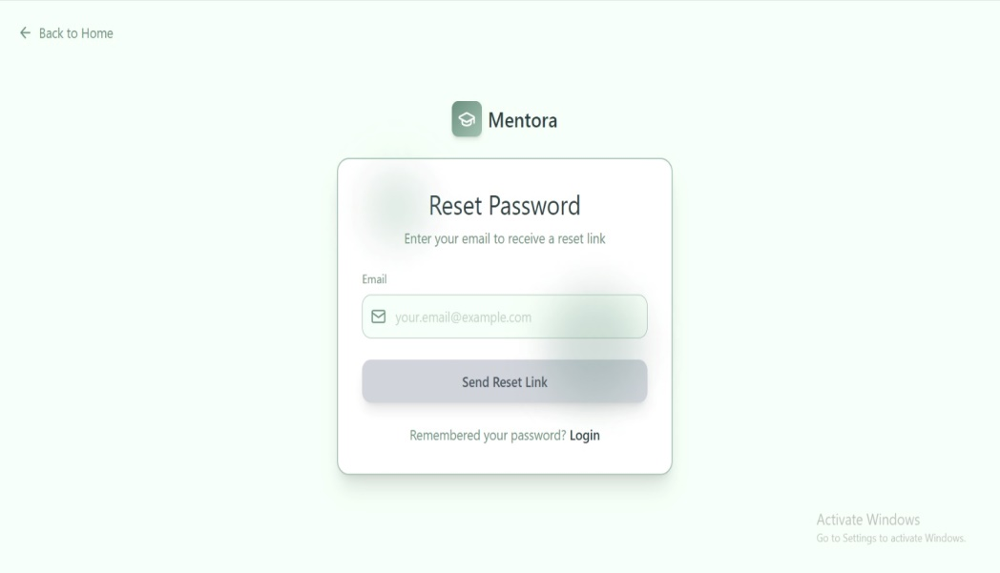 Back to Home
Mentora
Reset Password
Enter your email to receive a reset link
Email
your.email@example.com
Send Reset Link
Remembered your password? Login
Activate Windows
Go to Settings to activate Windows.